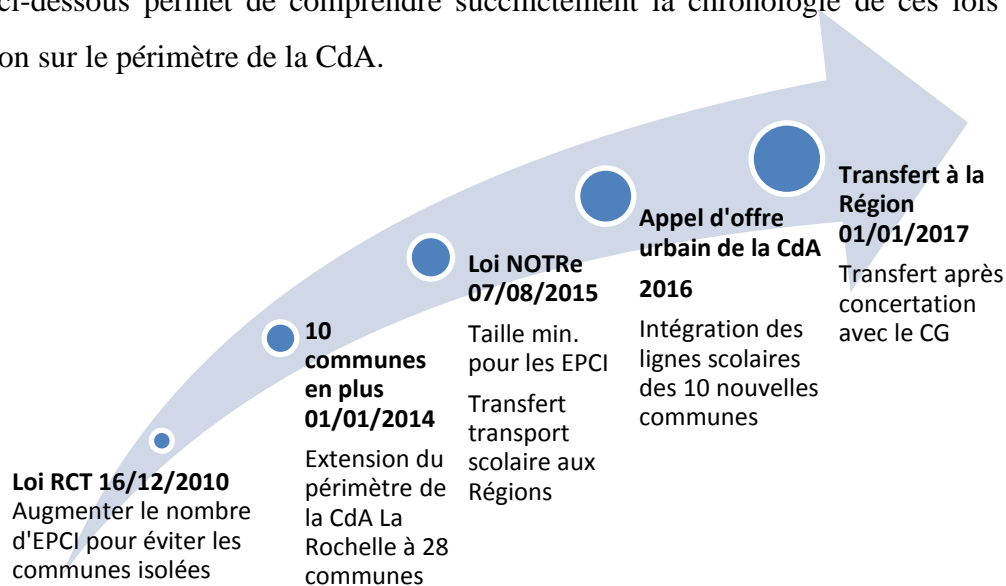 ci-dessous permet de comprendre succinctement la chronologie de ces lois
on sur le périmètre de la CdA.
Loi RCT 16/12/2010
Augmenter le nombre
d'EPCI pour éviter les
communes isolées
10
communes
en plus
01/01/2014
Extension du
périmètre de
la CdA La
Rochelle à 28
communes
Loi NOTRe
07/08/2015
Taille min.
pour les EPCI
Transfert
transport
scolaire aux
Régions
Appel d'offre
urbain de la CdA
2016
Intégration des
lignes scolaires
des 10 nouvelles
communes
Transfert à la
Région
01/01/2017
Transfert après
concertation
avec le CG